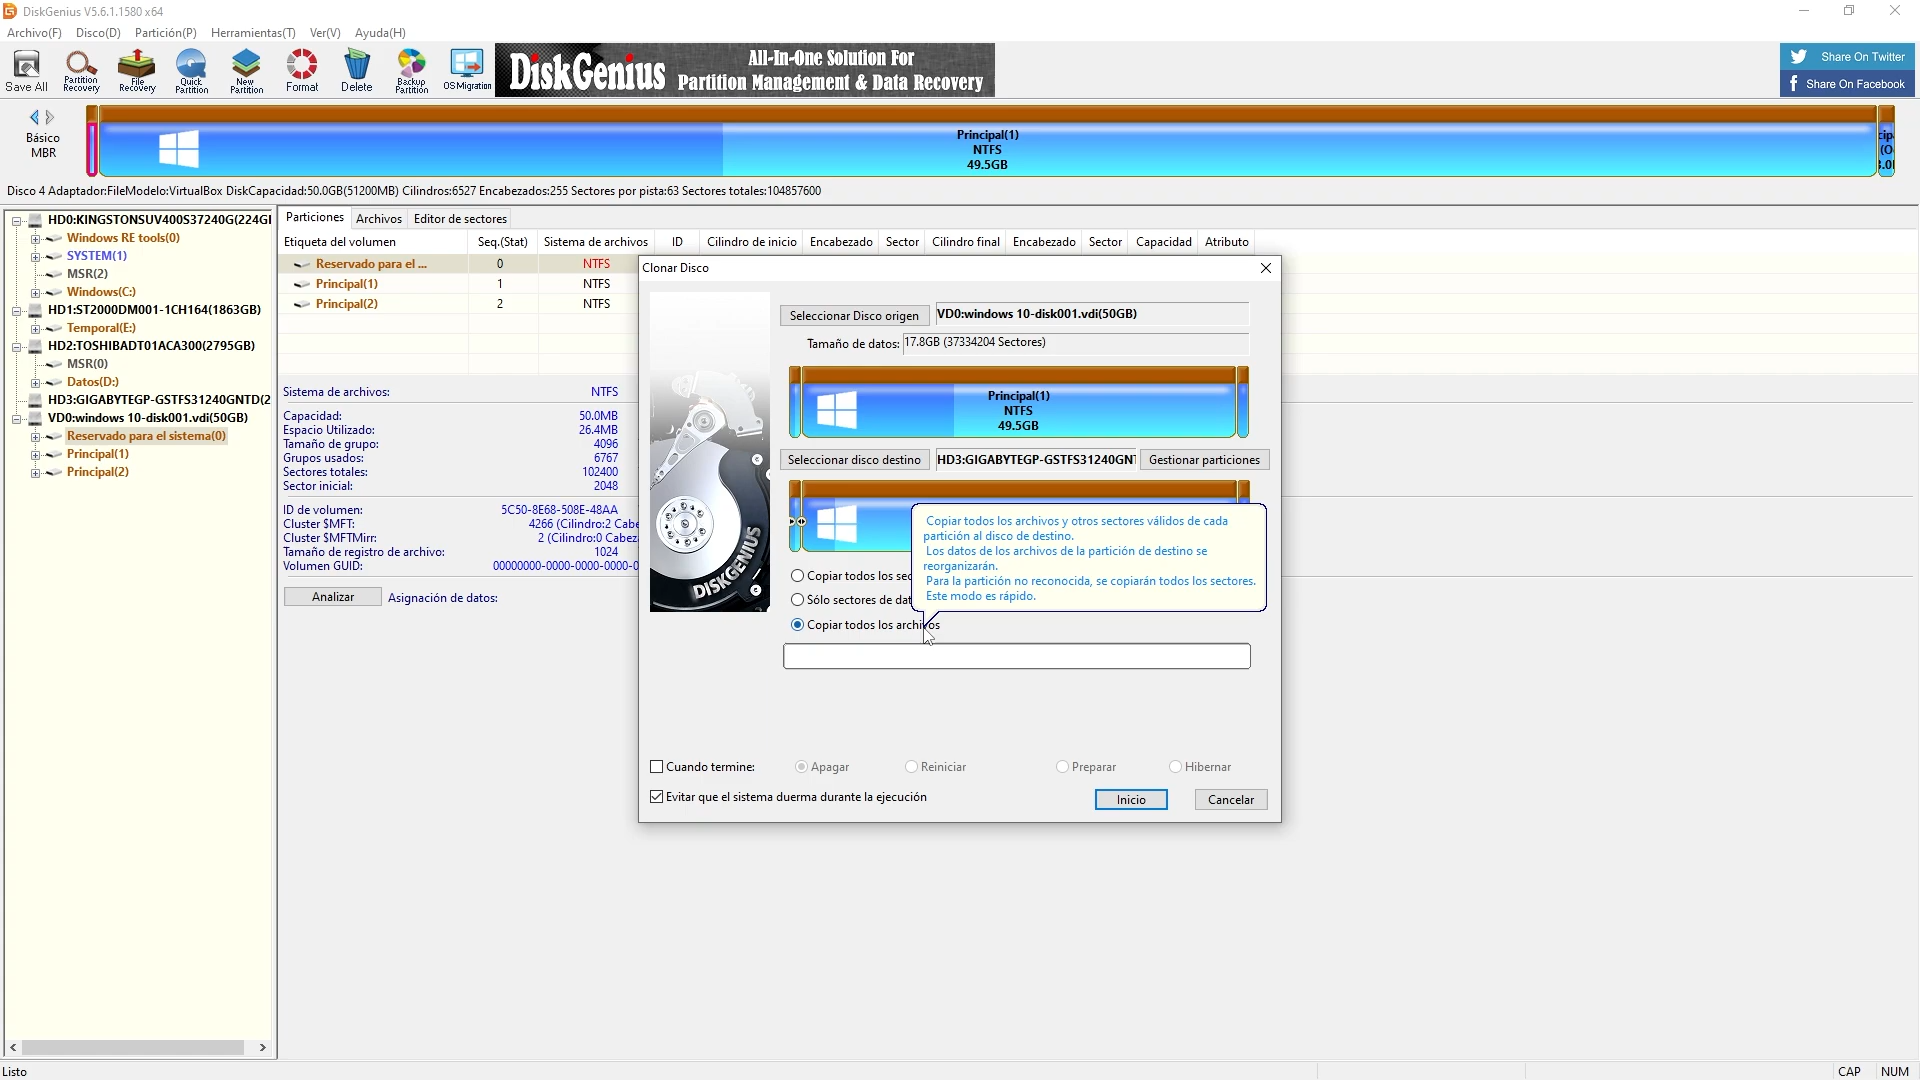 DiskGenius V5.6.1.1580 x64
Archivo(F) Disco(D) Partición(P) Herramientas(T) Ver(V) Ayuda(H)
Save All
Partition Recovery
File Recovery
Quick Partition
New Partition
Format
Delete
Backup Partition
OS Migration
DiskGenius
All-In-One Solution For
Partition Management & Data Recovery
Share On Twitter
Share On Facebook
Básico
MBR
Principal(1)
NTFS
49.5GB
Disco 4 Adaptador:FileModelo:VirtualBox DiskCapacidad:50.0GB(51200MB) Cilindros:6527 Encabezados:255 Sectores por pista:63 Sectores totales:104857600
HD0:KINGSTONSUV400S37240G(224GI
Windows RE tools(0)
SYSTEM(1)
MSR(2)
Windows(C:)
HD1:ST2000DM001-1CH164(1863GB)
Temporal(E:)
HD2:TOSHIBADT01ACA300(2795GB)
MSR(0)
Datos(D:)
HD3:GIGABYTEGP-GSTFS31240GNTD(2
VD0:windows 10-disk001.vdi(50GB)
Reservado para el sistema(0)
Principal(1)
Principal(2)
Particiones Archivos Editor de sectores
Etiqueta del volumen Seq.(Stat) Sistema de archivos ID Cilindro de inicio Encabezado Sector Cilindro final Encabezado Sector Capacidad Atributo
Reservado para el ... 0 NTFS
Principal(1) 1 NTFS
Principal(2) 2 NTFS
Sistema de archivos: NTFS
Capacidad: 50.0MB
Espacio Utilizado: 26.4MB
Tamaño de grupo: 4096
Grupos usados: 6767
Sectores totales: 102400
Sector inicial: 2048
ID de volumen: 5C50-8E68-508E-48AA
Cluster $MFT: 4266 (Cilindro:2 Cabe
Cluster $MFTMirr: 2 (Cilindro:0 Cabez
Tamaño de registro de archivo: 1024
Volumen GUID: 00000000-0000-0000-0000-0
Analizar Asignación de datos:
Clonar Disco
Seleccionar Disco origen VD0:windows 10-disk001.vdi(50GB)
Tamaño de datos: 17.8GB (37334204 Sectores)
Principal(1)
NTFS
49.5GB
Seleccionar disco destino HD3:GIGABYTEGP-GSTFS31240GNT Gestionar particiones
Copiar todos los archivos y otros sectores válidos de cada
partición al disco de destino.
Los datos de los archivos de la partición de destino se
reorganizarán.
Para la partición no reconocida, se copiarán todos los sectores.
Este modo es rápido.
Copiar todos los sec
Sólo sectores de dat
Copiar todos los archivos
Cuando termine: Apagar Reiniciar Preparar Hibernar
Evitar que el sistema duerma durante la ejecución
Inicio Cancelar
DISKGENIUS
Listo
CAP NUM